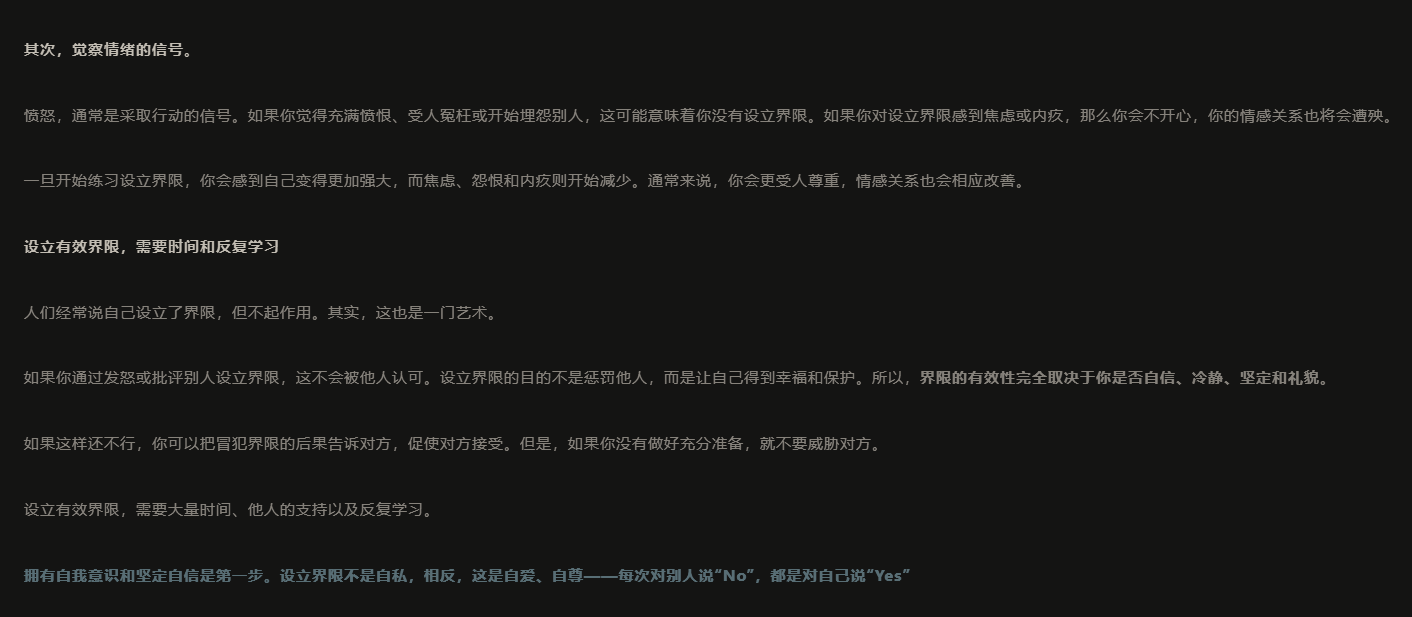 其次，觉察情绪的信号。
愤怒，通常是采取行动的信号。如果你觉得充满愤恨、受人冤枉或开始埋怨别人，这可能意味着你没有设立界限。如果你对设立界限感到焦虑或内疚，那么你会不开心，你的情感关系也将会遭殃。
一旦开始练习设立界限，你会感到自己变得更加强大，而焦虑、怨恨和内疚则开始减少。通常来说，你会更受人尊重，情感关系也会相应改善。
设立有效界限，需要时间和反复学习
人们经常说自己设立了界限，但不起作用。其实，这也是一门艺术。
如果你通过发怒或批评别人设立界限，这不会被他人认可。设立界限的目的不是惩罚他人，而是让自己得到幸福和保护。所以，界限的有效性完全取决于你是否自信、冷静、坚定和礼貌。
如果这样还不行，你可以把冒犯界限的后果告诉对方，促使对方接受。但是，如果你没有做好充分准备，就不要威胁对方。
设立有效界限，需要大量时间、他人的支持以及反复学习。
拥有自我意识和坚定自信是第一步。设立界限不是自私，相反，这是自爱、自尊——每次对别人说“No”，都是对自己说“Yes”